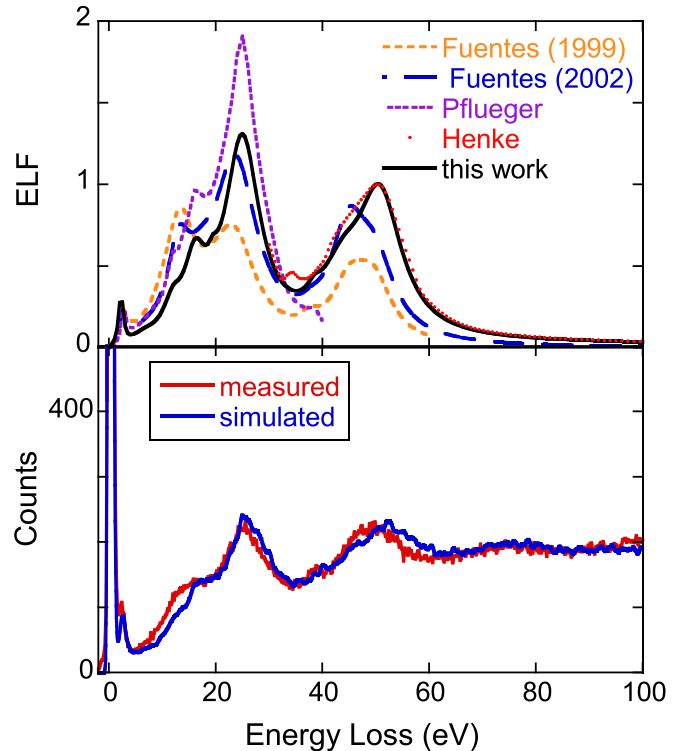 2
Fuentes (1999)
Fuentes (2002)
Pflueger
Henke
this work
ELF
1
0
measured
simulated
400
Counts
200
0
0 20 40 60 80 100
Energy Loss (eV)